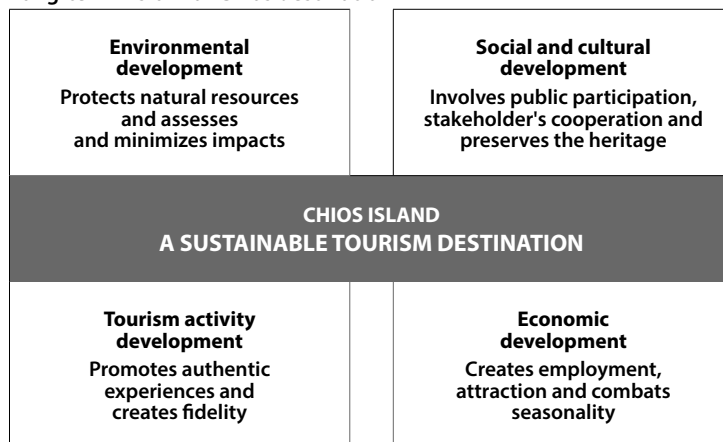 Environmental
development
Protects natural resources
and assesses
and minimizes impacts
Social and cultural
development
Involves public participation,
stakeholder's cooperation and
preserves the heritage
CHIOS ISLAND
A SUSTAINABLE TOURISM DESTINATION
Tourism activity
development
Promotes authentic
experiences and
creates fidelity
Economic
development
Creates employment,
attraction and combats
seasonality